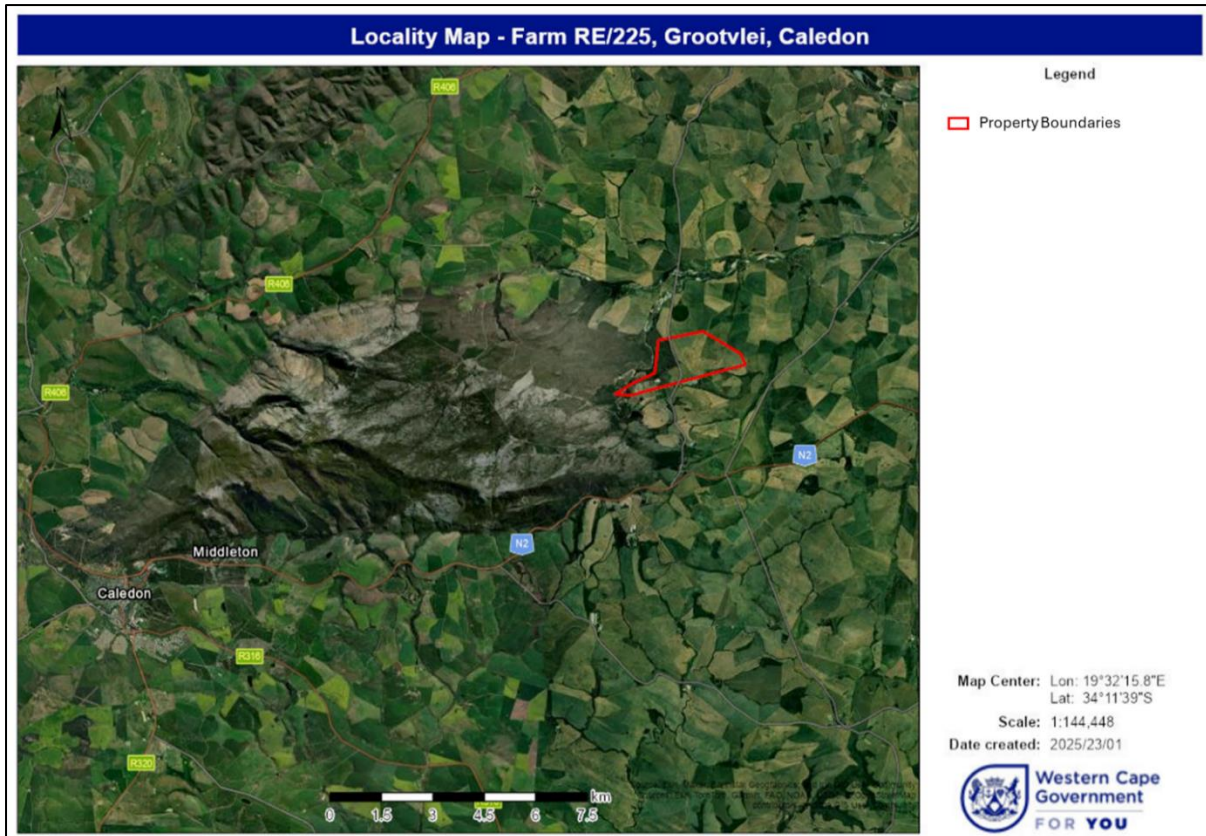 Locality Map - Farm RE/225, Grootvlei, Caledon
Legend
Property Boundaries
N
R406
R406
R406
N2
N2
Middleton
Caledon
R316
R320
km
0 1.5 3 4.5 6 7.5
Map Center: Lon: 19°32'15.8"E
Lat: 34°11'39"S
Scale: 1:144,448
Date created: 2025/23/01
Western Cape
Government
FOR YOU